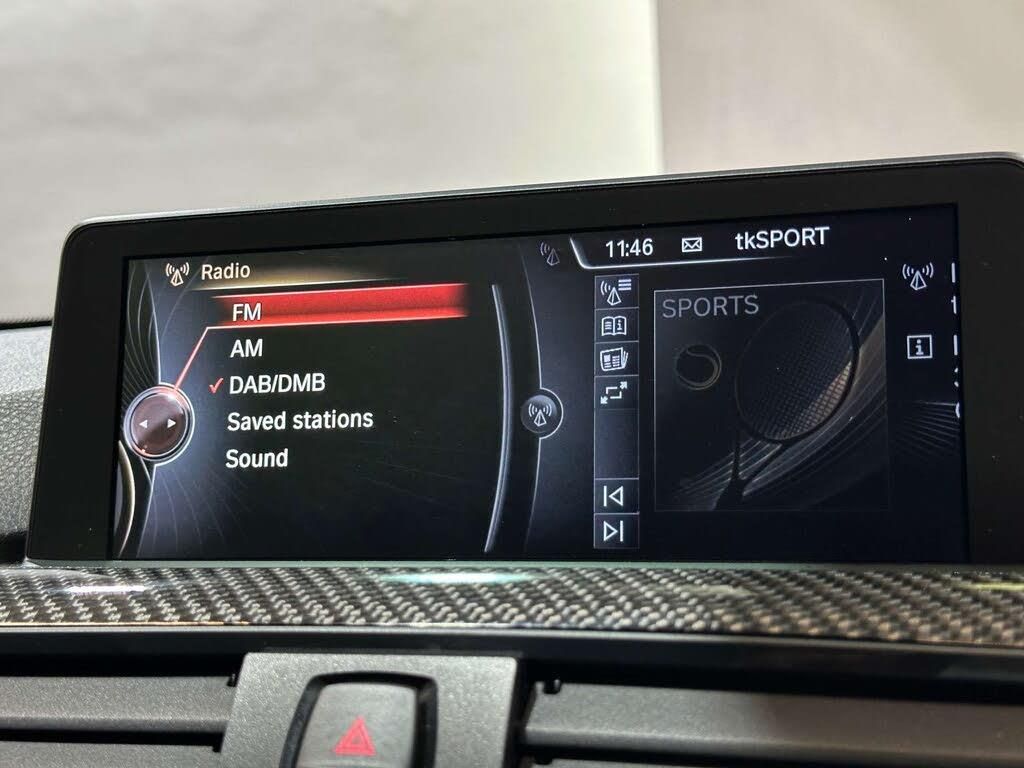 Radio
FM
AM
DAB/DMB
Saved stations
Sound
11:46
tkSPORT
SPORTS